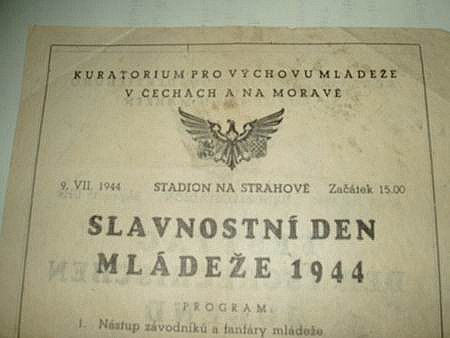 KURATORIUM PRO VÝCHOVU MLÁDEŽE
V ČECHÁCH A NA MORAVĚ
9. VII. 1944 STADION NA STRAHOVĚ Začátek 15.00
SLAVNOSTNÍ DEN
MLÁDEŽE 1944
PROGRAM:
1. Nástup závodníků a fanfáry mládeže.